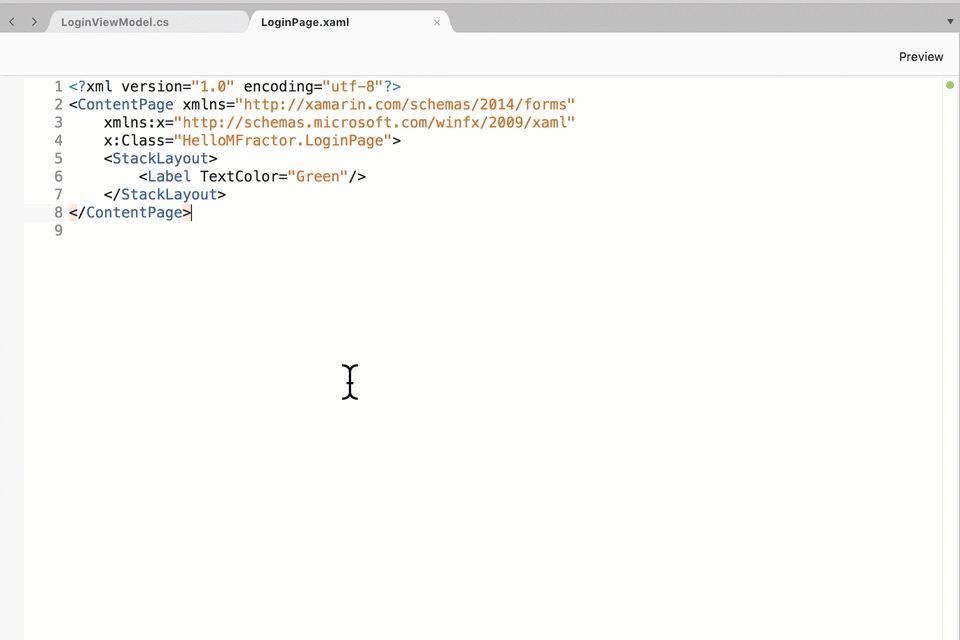 LoginViewModel.cs
LoginPage.xaml
Preview
1 <?xml version="1.0" encoding="utf-8"?>
2 <ContentPage xmlns="http://xamarin.com/schemas/2014/forms"
3     xmlns:x="http://schemas.microsoft.com/winfx/2009/xaml"
4     x:Class="HelloMFractor.LoginPage">
5     <StackLayout>
6         <Label TextColor="Green"/>
7     </StackLayout>
8 </ContentPage>
9